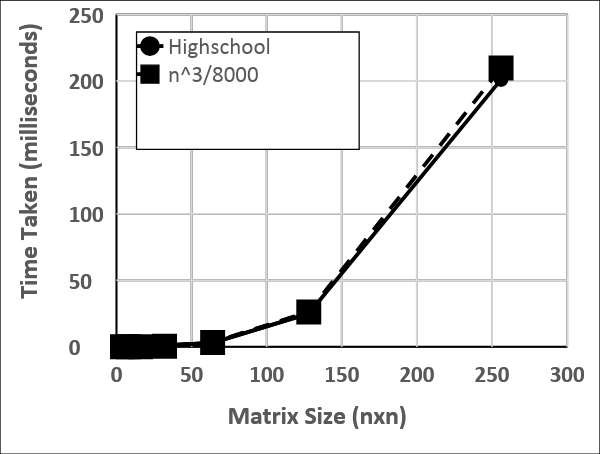 250
200
150
100
50
0
Time Taken (milliseconds)
Highschool
n^3/8000
0 50 100 150 200 250 300
Matrix Size (nxn)